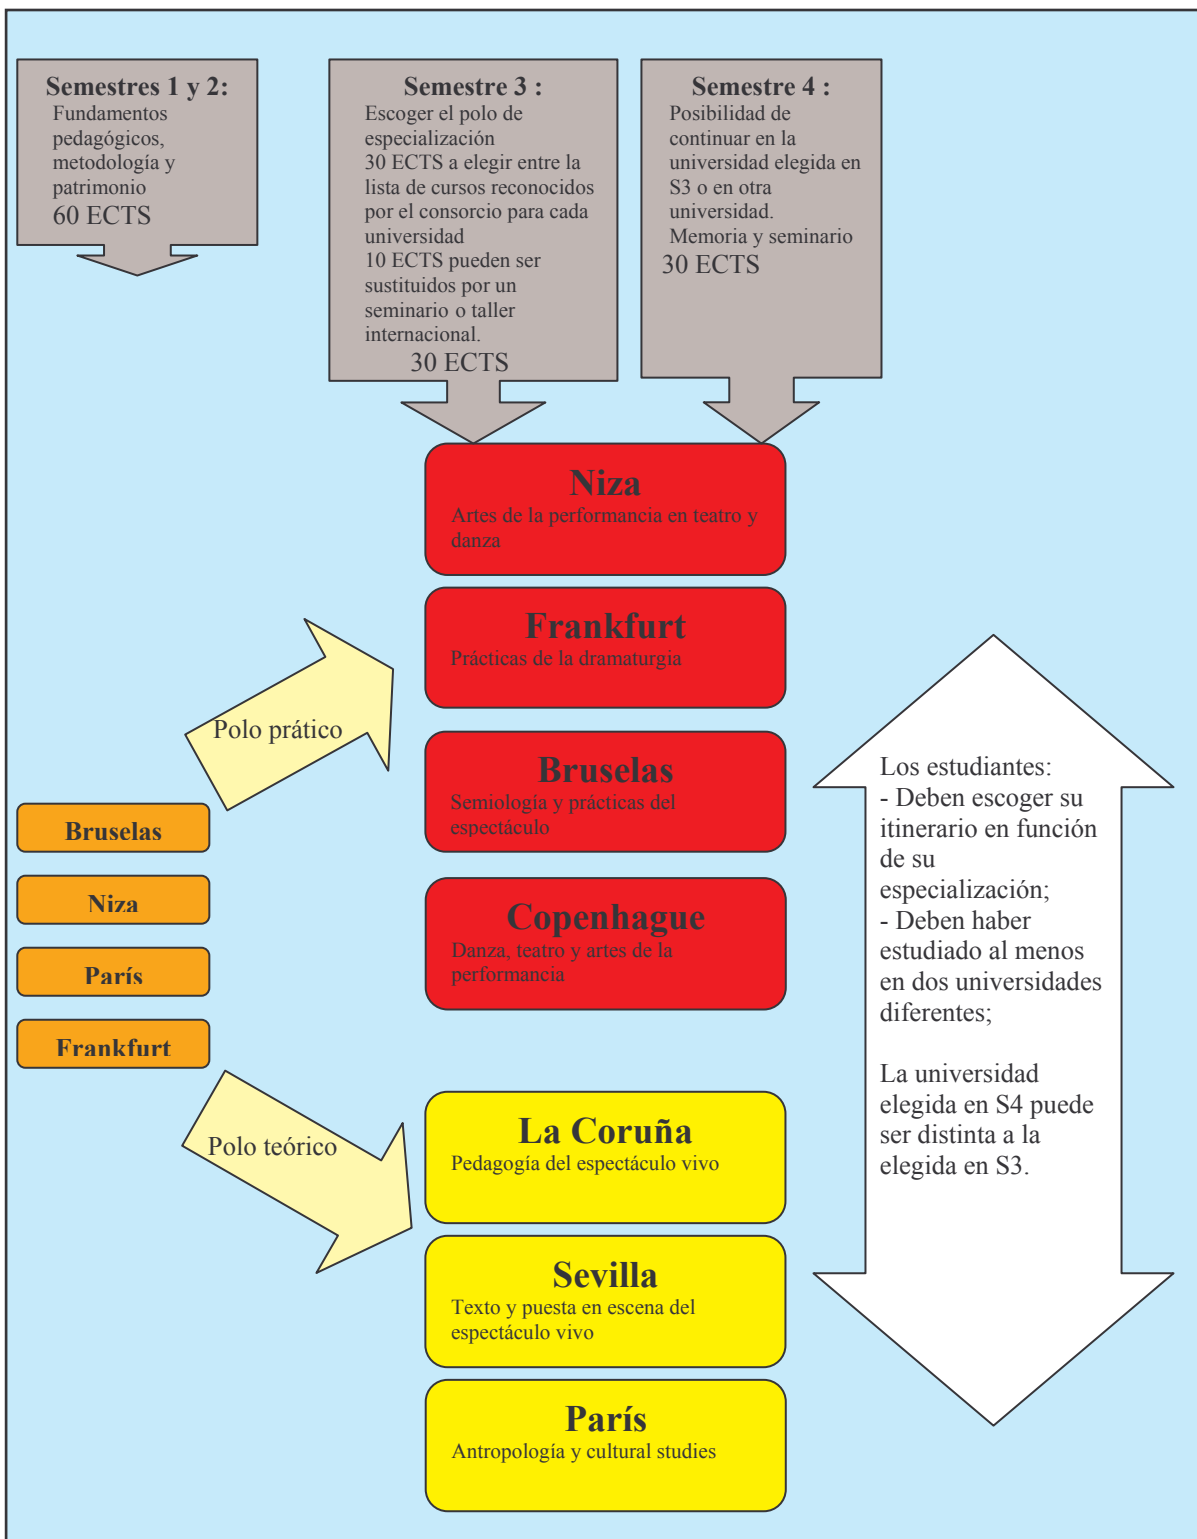 Semestres 1 y 2:
Fundamentos
pedagógicos,
metodología y
patrimonio
60 ECTS
Semestre 3 :
Escoger el polo de
especialización
30 ECTS a elegir entre la
lista de cursos reconocidos
por el consorcio para cada
universidad
10 ECTS pueden ser
sustituidos por un
seminario o taller
internacional.
30 ECTS
Semestre 4 :
Posibilidad de
continuar en la
universidad elegida en
S3 o en otra
universidad.
Memoria y seminario
30 ECTS
Bruselas
Niza
París
Frankfurt
Polo prático
Polo teórico
Niza
Artes de la performancia en teatro y
danza
Frankfurt
Prácticas de la dramaturgia
Bruselas
Semiología y prácticas del
espectáculo
Copenhague
Danza, teatro y artes de la
performancia
La Coruña
Pedagogía del espectáculo vivo
Sevilla
Texto y puesta en escena del
espectáculo vivo
París
Antropología y cultural studies
Los estudiantes:
- Deben escoger su
itinerario en función
de su
especialización;
- Deben haber
estudiado al menos
en dos universidades
diferentes;
La universidad
elegida en S4 puede
ser distinta a la
elegida en S3.